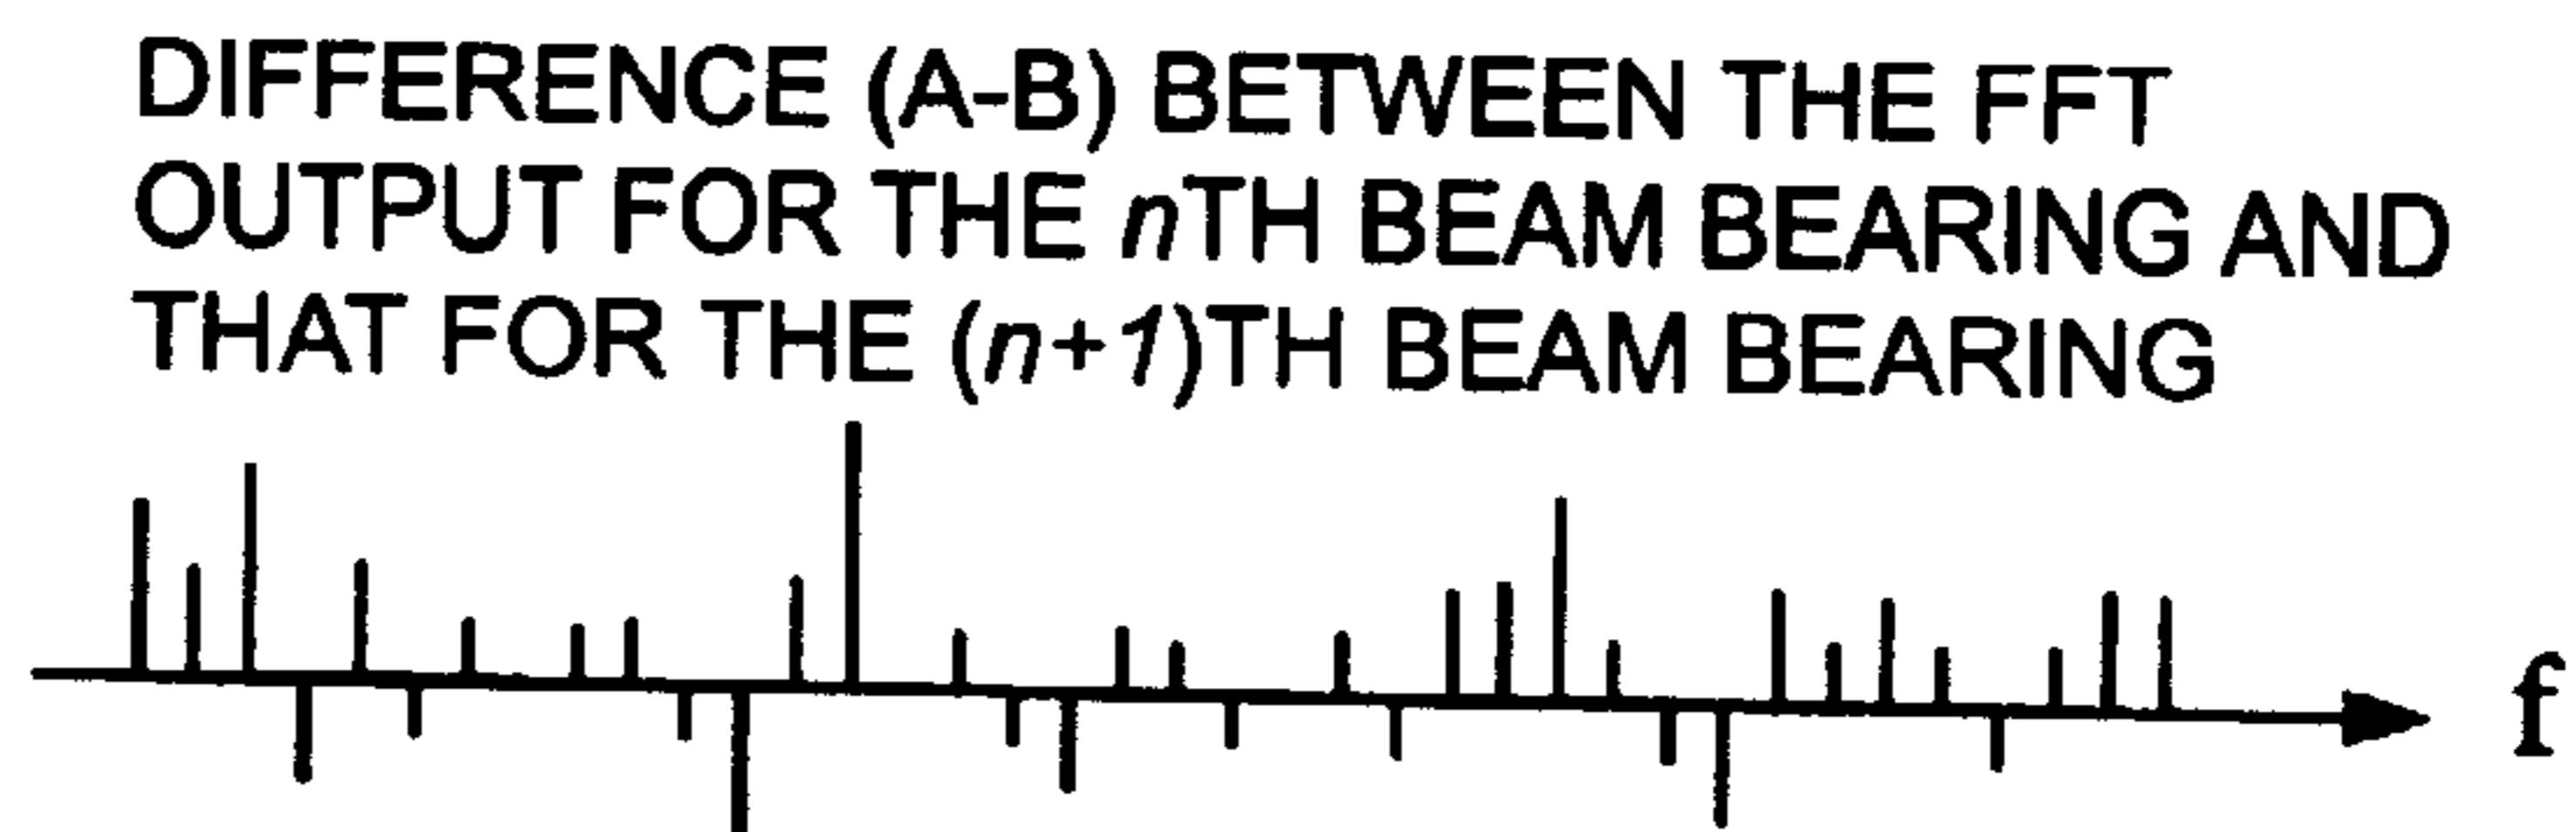 DIFFERENCE (A-B) BETWEEN THE FFT
OUTPUT FOR THE nTH BEAM BEARING AND
THAT FOR THE (n+1)TH BEAM BEARING
f